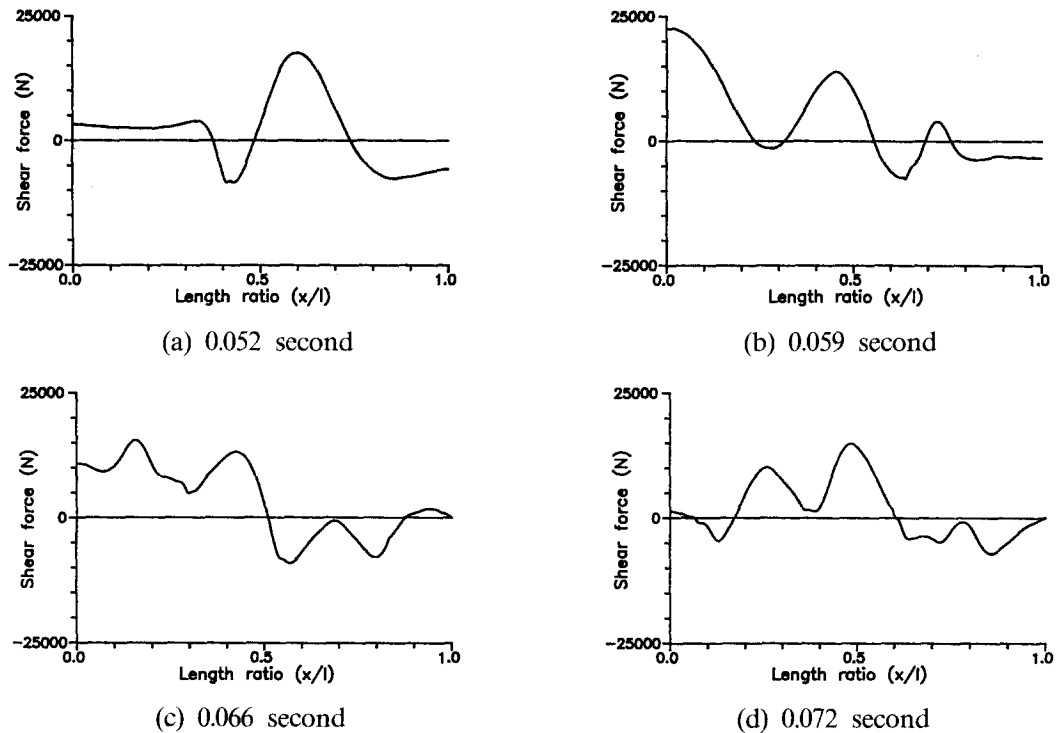 25000
Shear force (N)
0
−25000
0.0
0.5
1.0
Length ratio (x/l)
(a) 0.052 second
25000
Shear force (N)
0
−25000
0.0
0.5
1.0
Length ratio (x/l)
(b) 0.059 second
25000
Shear force (N)
0
−25000
0.0
0.5
1.0
Length ratio (x/l)
(c) 0.066 second
25000
Shear force (N)
0
−25000
0.0
0.5
1.0
Length ratio (x/l)
(d) 0.072 second